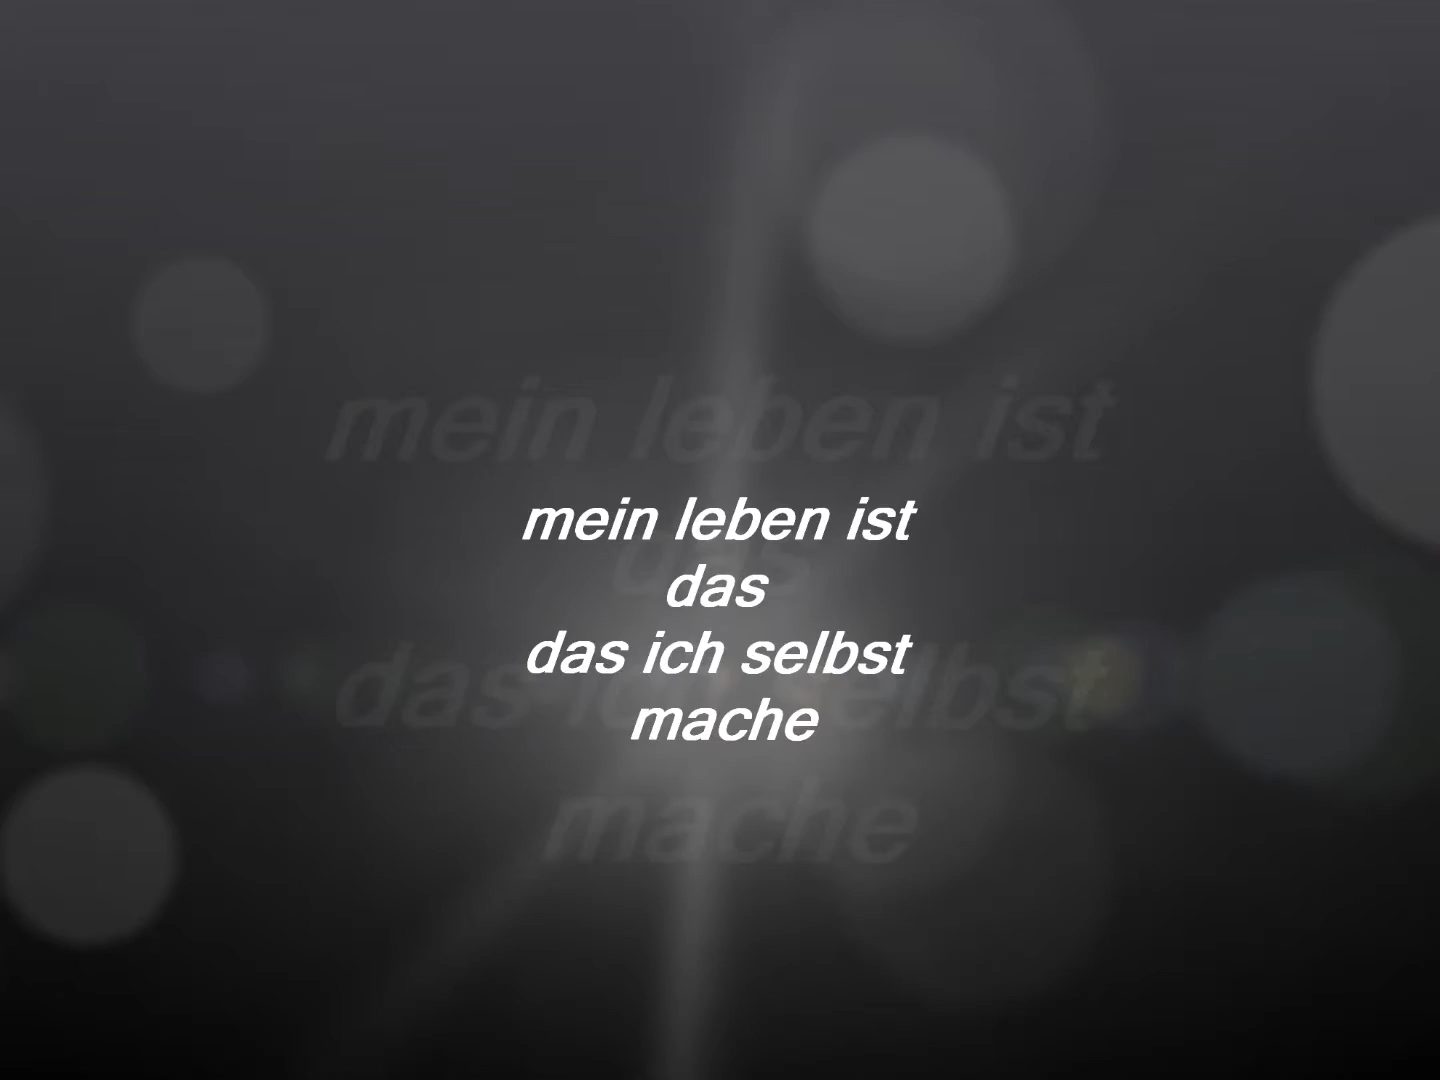 mein leben ist
das
das ich selbst
mache